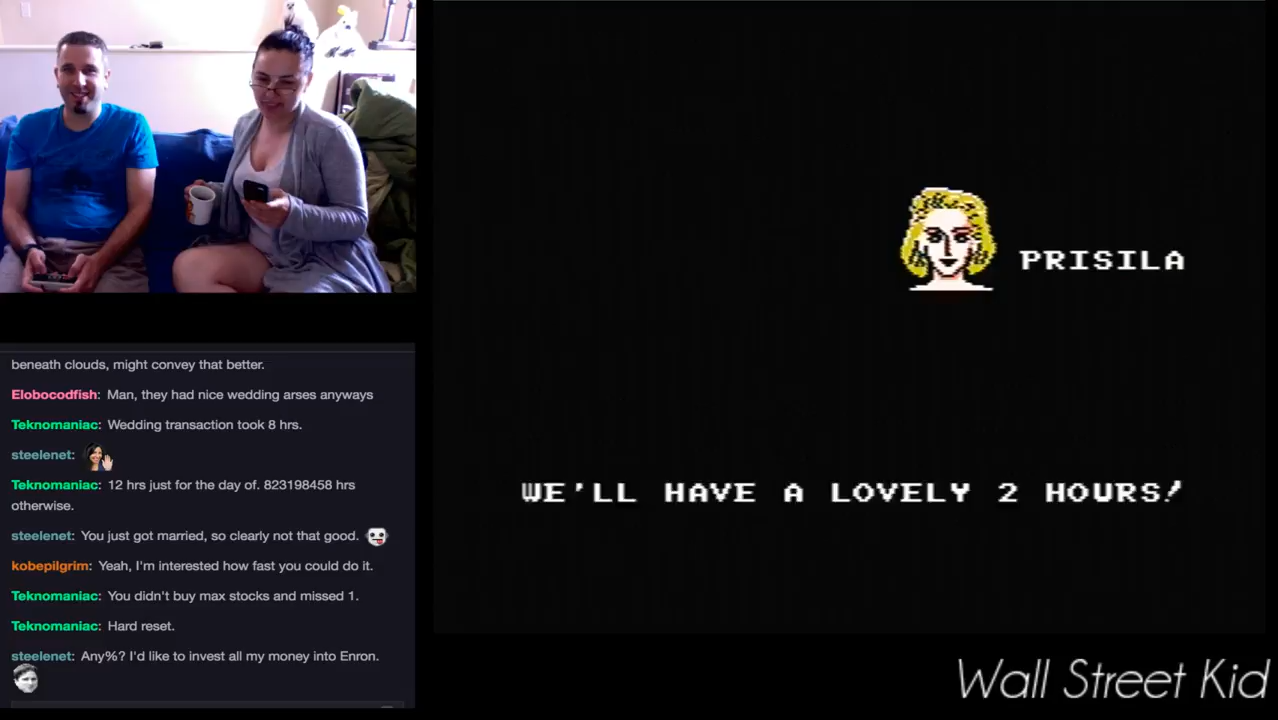 PRISILA
WE'LL HAVE A LOVELY 2 HOURS!
beneath clouds, might convey that better.
Elobocodfish: Man, they had nice wedding arses anyways
Teknomaniac: Wedding transaction took 8 hrs.
steelenet:
Teknomaniac: 12 hrs just for the day of. 823198458 hrs
otherwise.
steelenet: You just got married, so clearly not that good.
kobepilgrim: Yeah, I'm interested how fast you could do it.
Teknomaniac: You didn't buy max stocks and missed 1.
Teknomaniac: Hard reset.
steelenet: Any%? I'd like to invest all my money into Enron.
Wall Street Kid